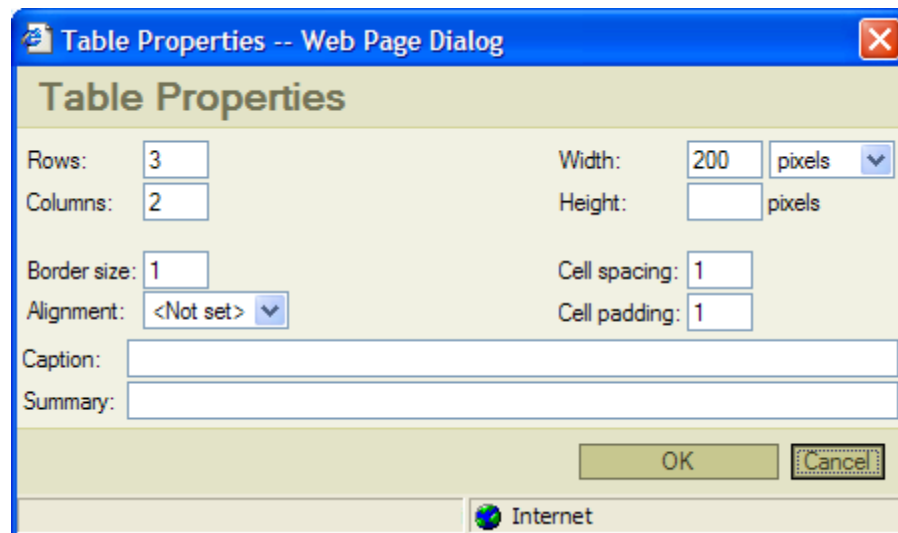 Table Properties -- Web Page Dialog
Table Properties
Rows: 3 Width: 200 pixels
Columns: 2 Height: pixels
Border size: 1 Cell spacing: 1
Alignment: <Not set> Cell padding: 1
Caption:
Summary:
OK Cancel
Internet